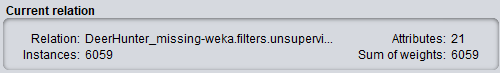 Current relation
Relation: DeerHunter_missing-weka.filters.unsupervi... Attributes: 21
Instances: 6059 Sum of weights: 6059